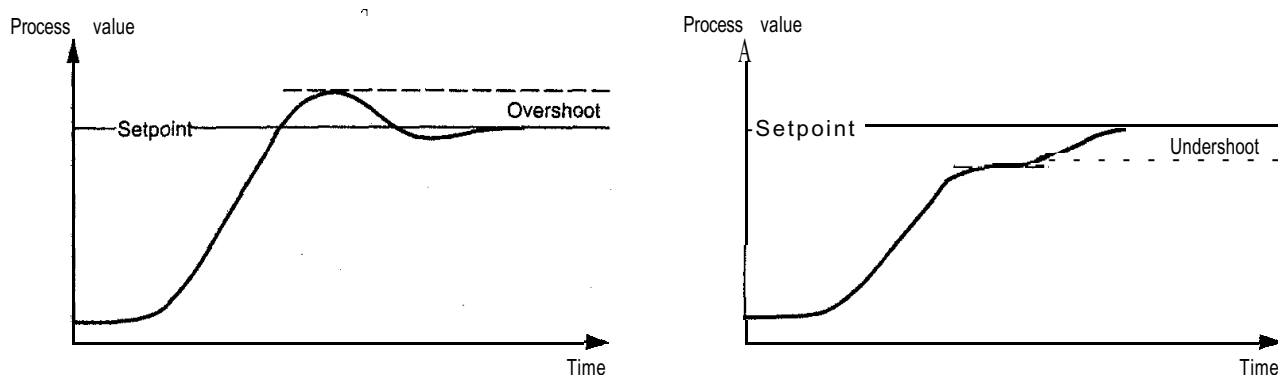 Process value
Overshoot
Setpoint
Time
Process value
Setpoint
Undershoot
Time